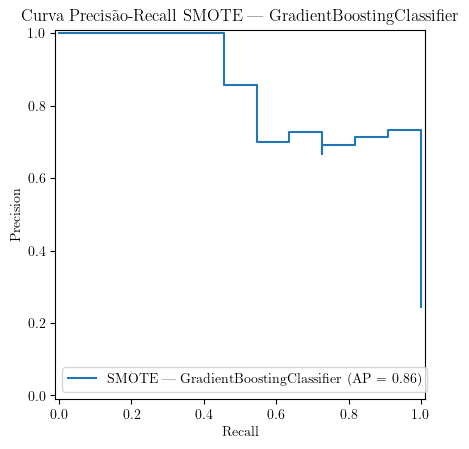 Curva Precisão-Recall SMOTE — GradientBoostingClassifier
1.0
0.8
0.6
0.4
0.2
0.0
Precision
SMOTE — GradientBoostingClassifier (AP = 0.86)
0.0 0.2 0.4 0.6 0.8 1.0
Recall